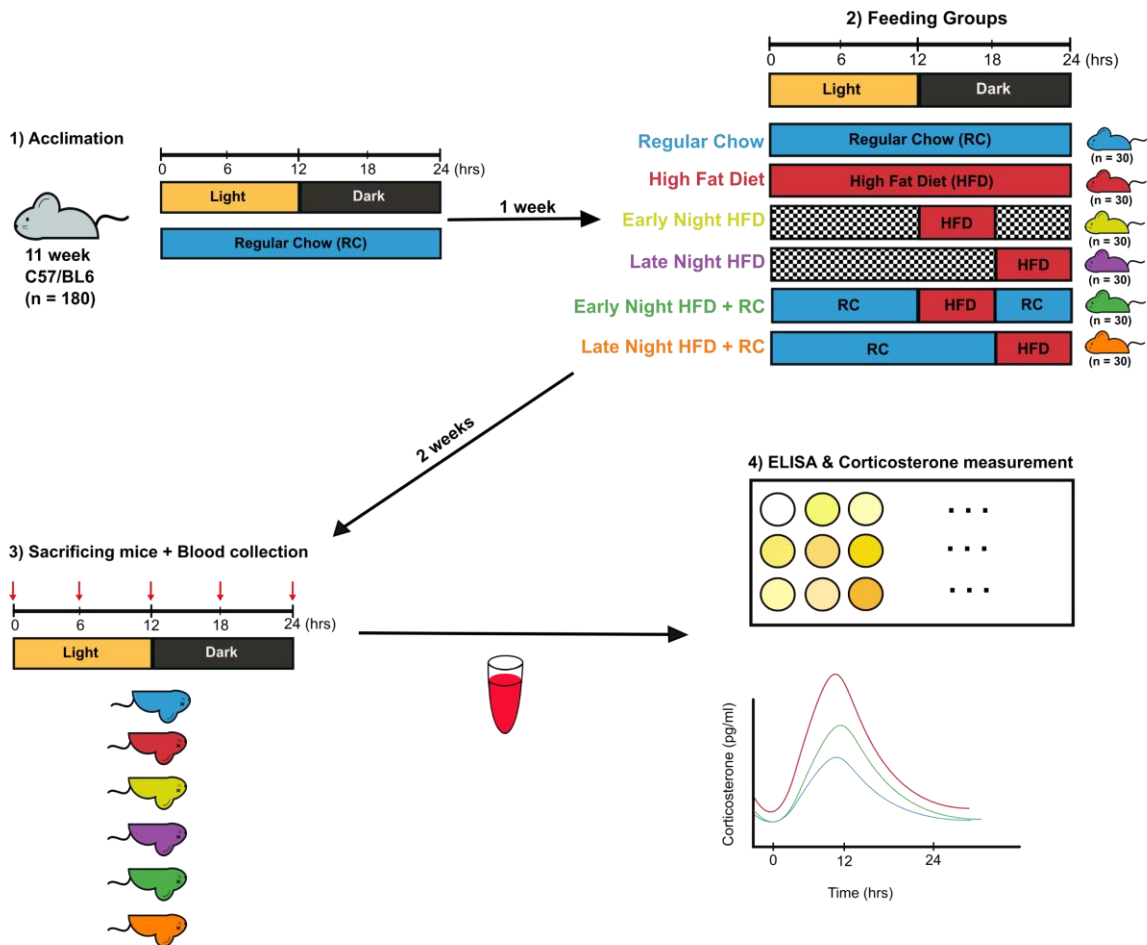 1) Acclimation
0 6 12 18 24 (hrs)
Light Dark
Regular Chow (RC)
11 week
C57/BL6
(n = 180)
1 week
2) Feeding Groups
0 6 12 18 24 (hrs)
Light Dark
Regular Chow Regular Chow (RC) (n = 30)
High Fat Diet High Fat Diet (HFD) (n = 30)
Early Night HFD HFD (n = 30)
Late Night HFD HFD (n = 30)
Early Night HFD + RC RC HFD RC (n = 30)
Late Night HFD + RC RC HFD (n = 30)
2 weeks
3) Sacrificing mice + Blood collection
0 6 12 18 24 (hrs)
Light Dark
4) ELISA & Corticosterone measurement
. . .
. . .
. . .
Corticosterone (pg/ml)
0 12 24
Time (hrs)